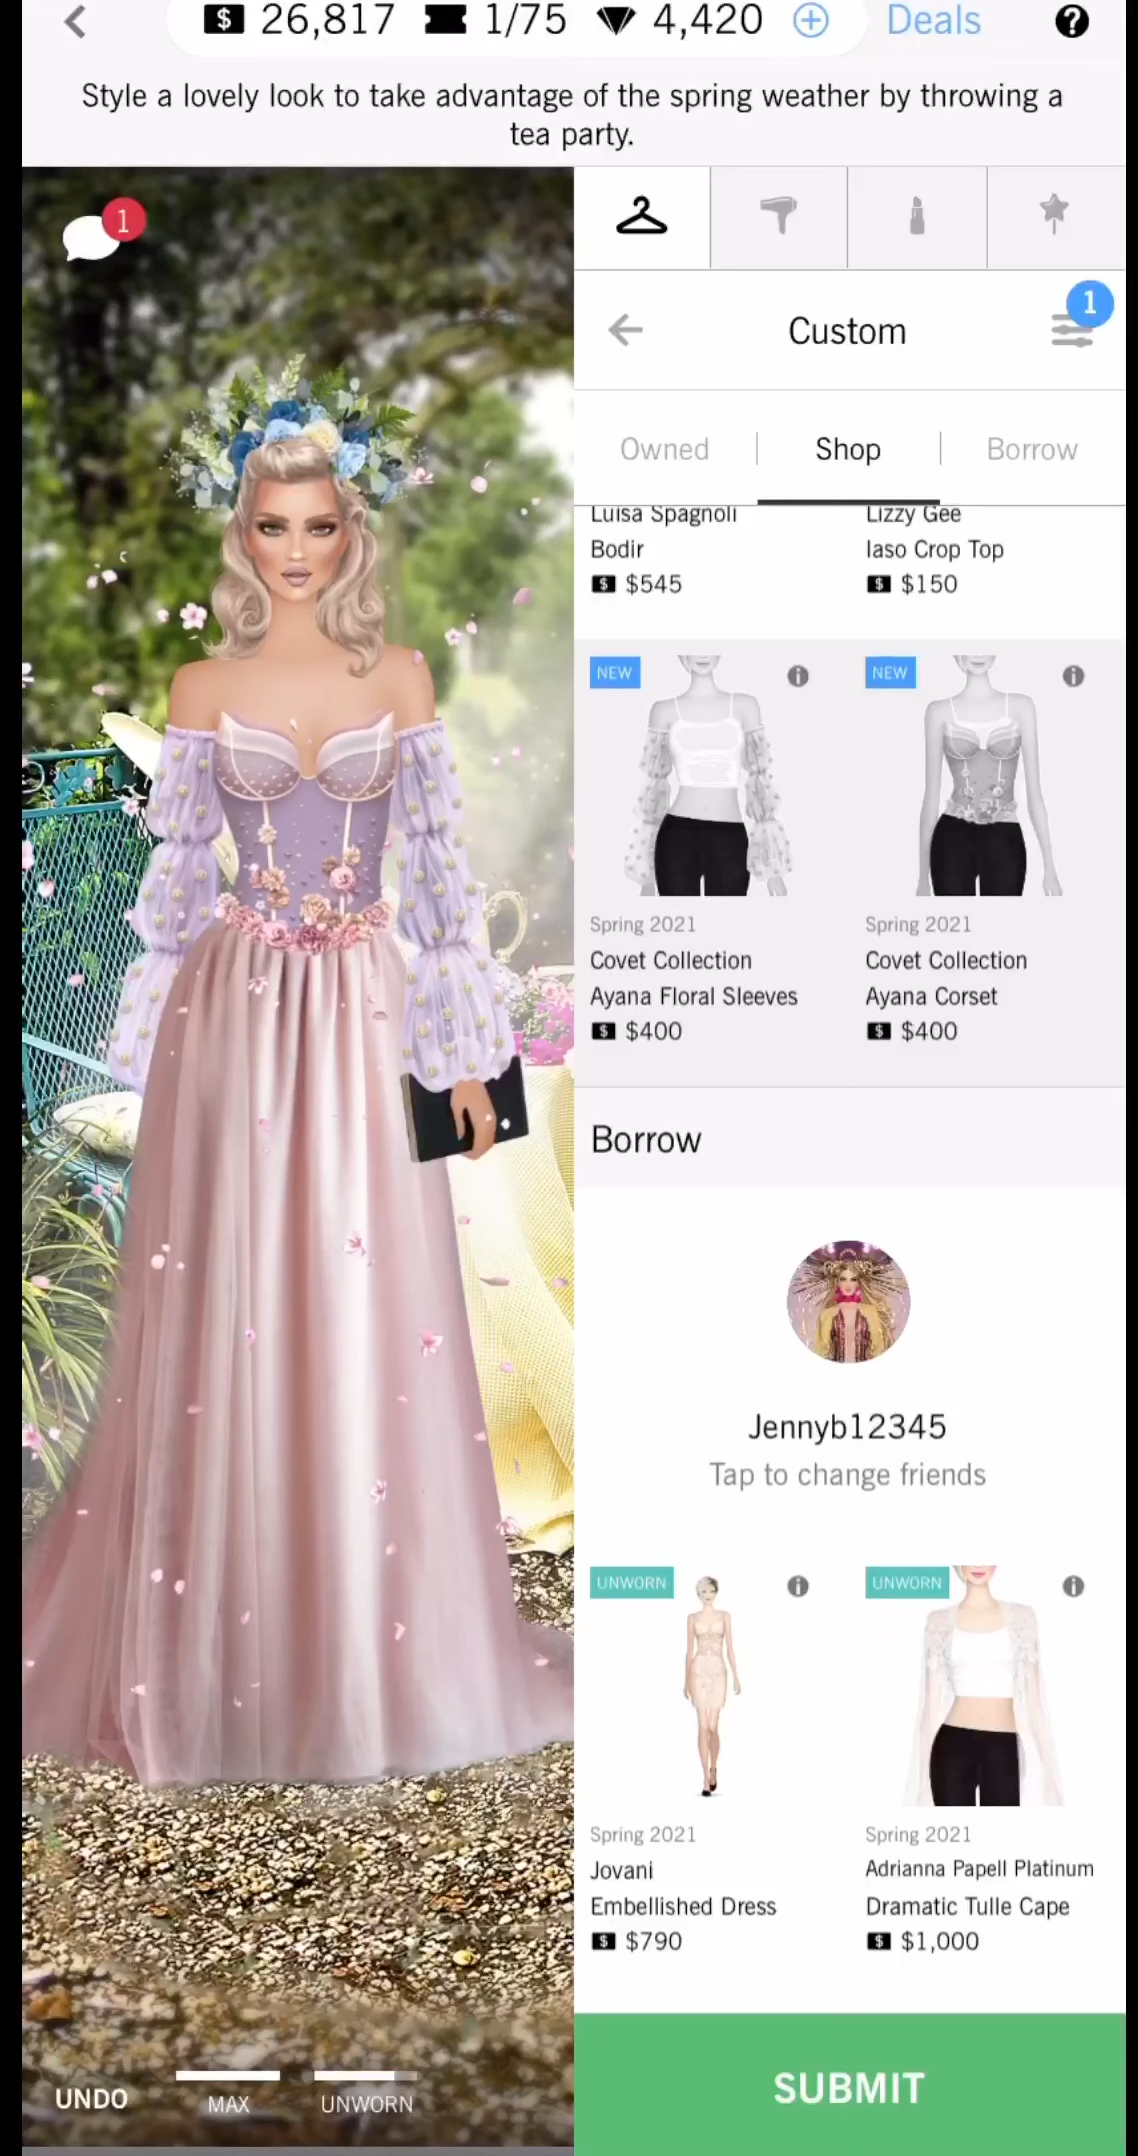 $ 26,817 1/75 4,420 + Deals ?
Style a lovely look to take advantage of the spring weather by throwing a
tea party.
1
1
Custom
Owned Shop Borrow
Luisa Spagnoli
Bodir
$ $545
Lizzy Gee
Iaso Crop Top
$ $150
NEW
Spring 2021
Covet Collection
Ayana Floral Sleeves
$ $400
NEW
Spring 2021
Covet Collection
Ayana Corset
$ $400
Borrow
Jennyb12345
Tap to change friends
UNWORN
Spring 2021
Jovani
Embellished Dress
$ $790
UNWORN
Spring 2021
Adrianna Papell Platinum
Dramatic Tulle Cape
$ $1,000
UNDO MAX UNWORN
SUBMIT